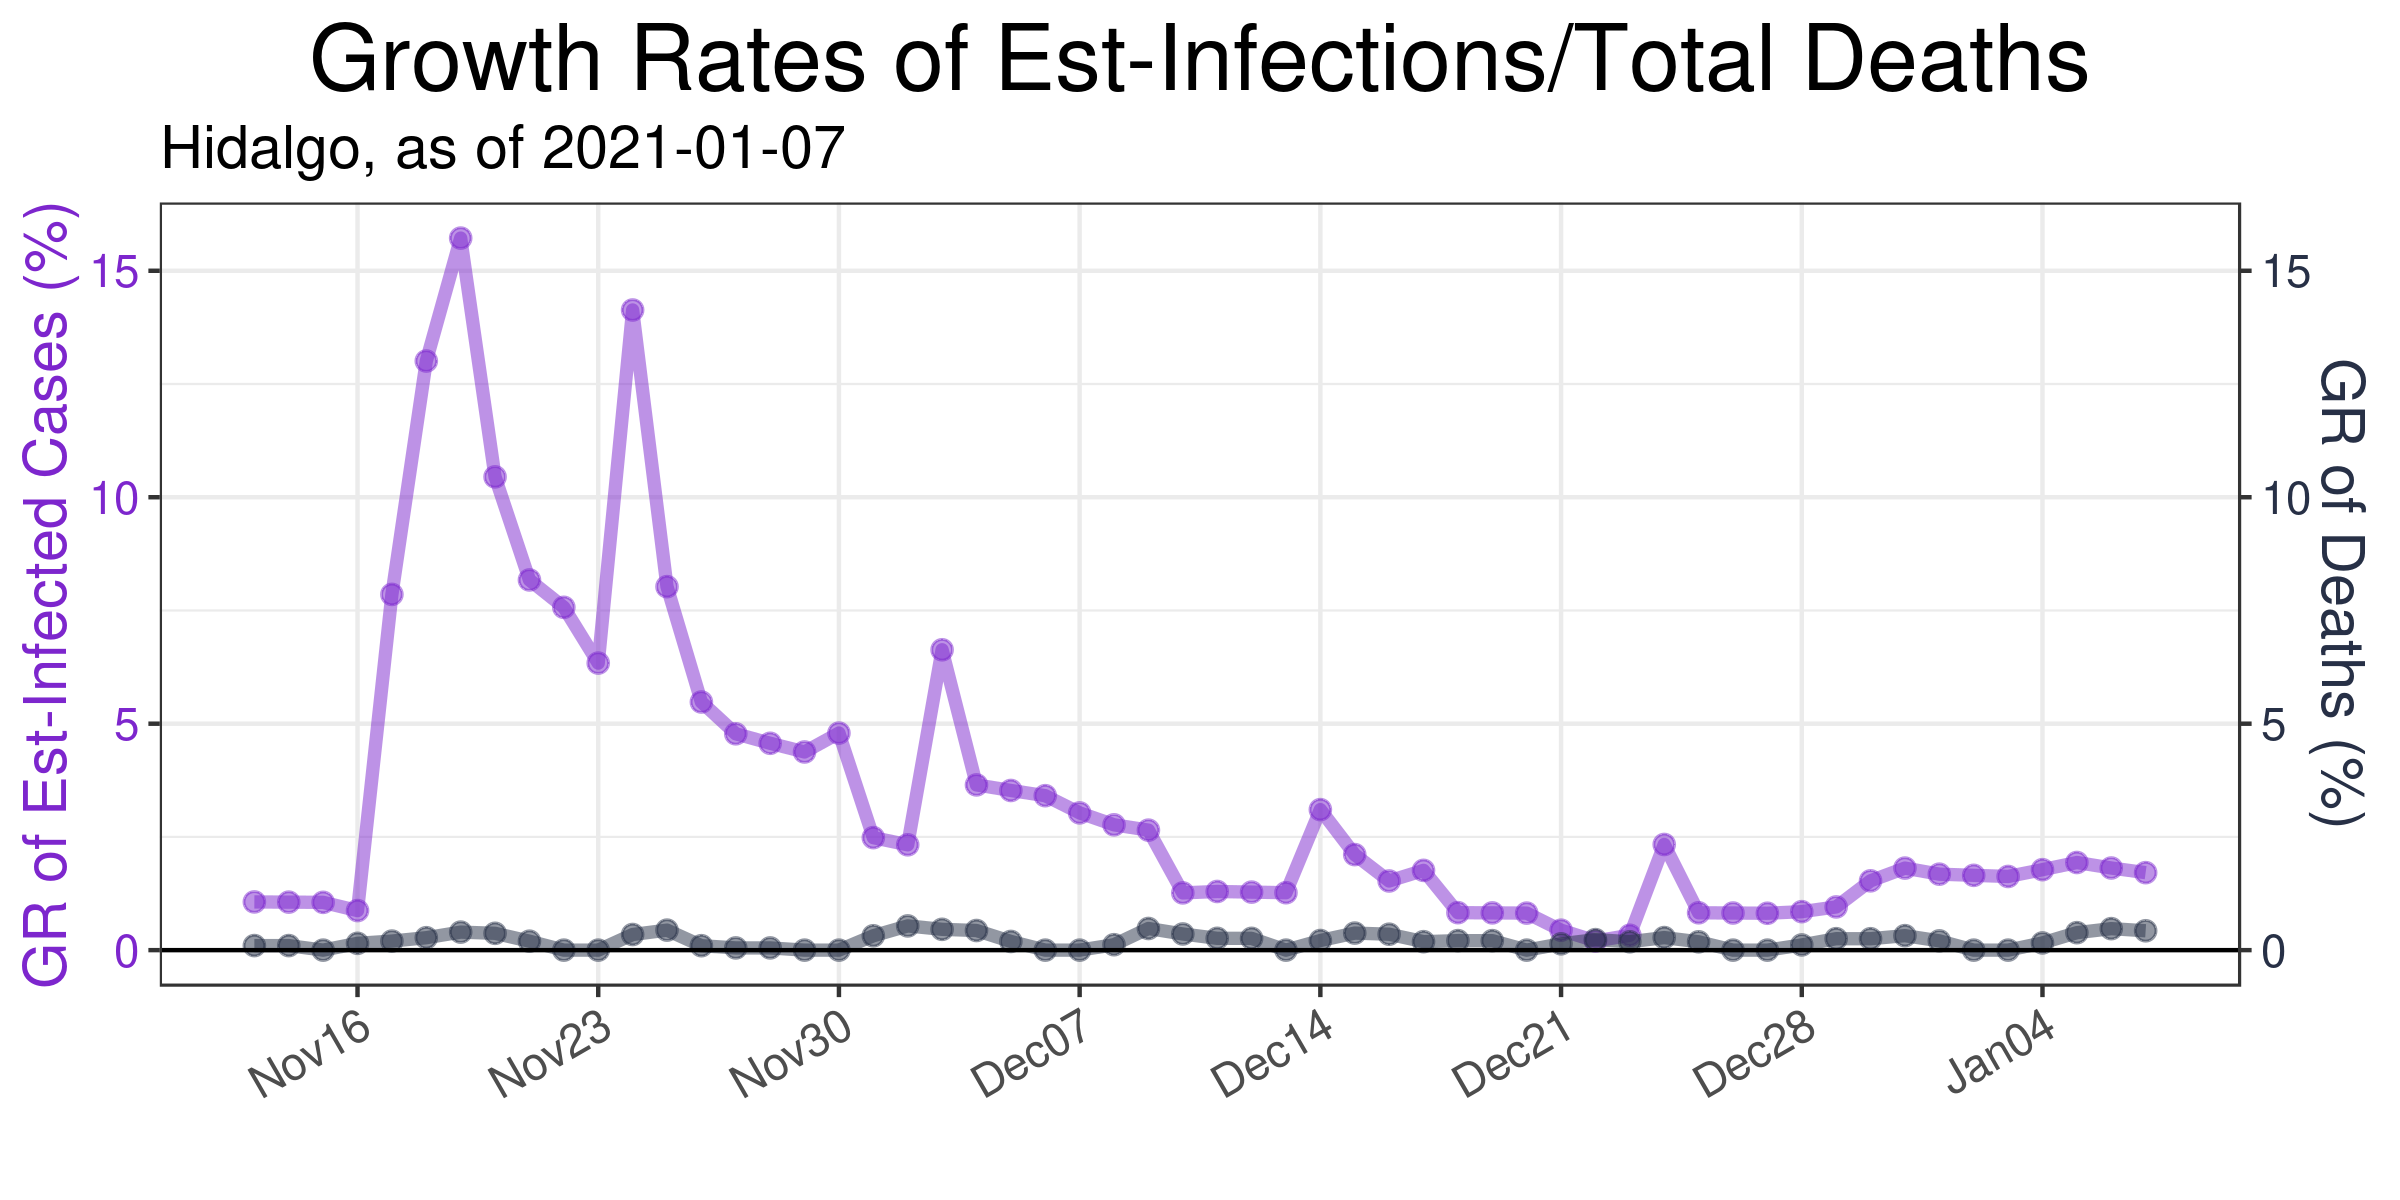 Growth Rates of Est-Infections/Total Deaths
Hidalgo, as of 2021-01-07
GR of Est-Infected Cases (%)
15
10
5
0
15
10
5
0
GR of Deaths (%)
Nov16
Nov23
Nov30
Dec07
Dec14
Dec21
Dec28
Jan04